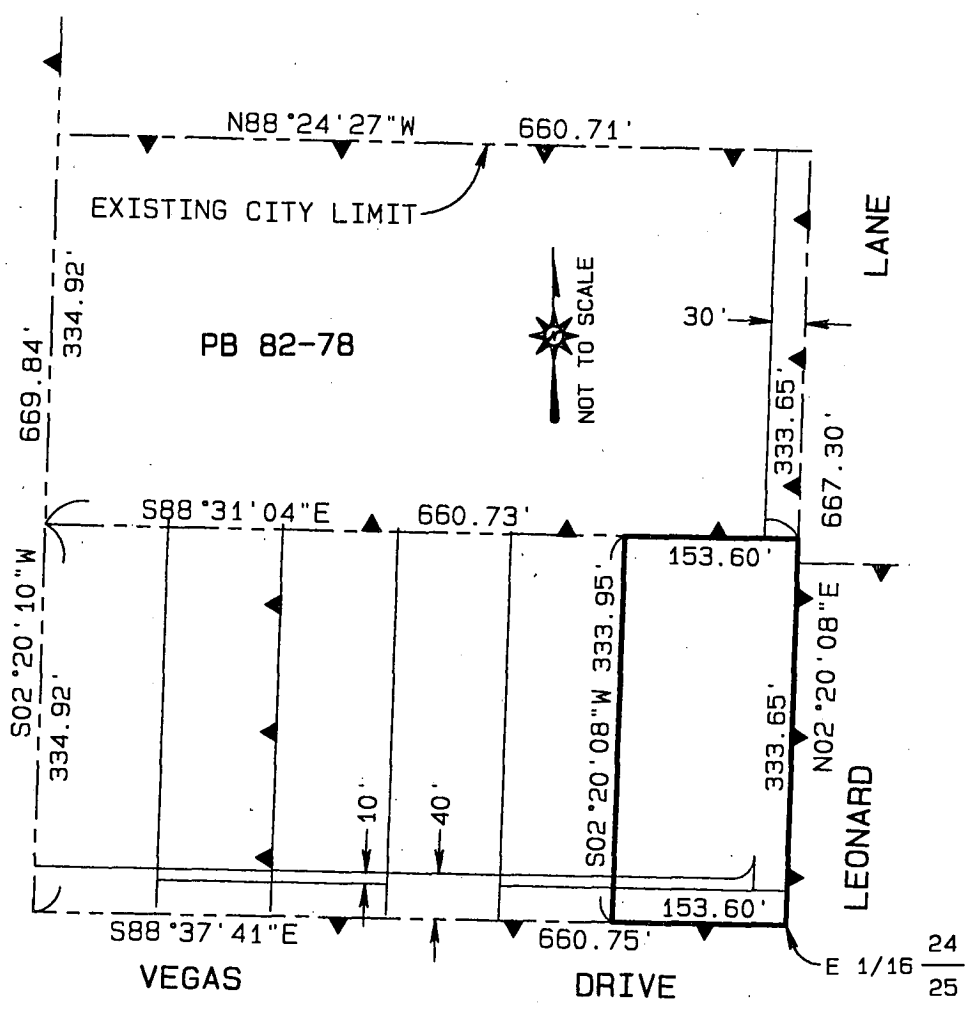 N88°24'27"W 660.71'
EXISTING CITY LIMIT
LANE
NOT TO SCALE
30'
334.92'
669.84'
PB 82-78
333.65'
667.30'
S88°31'04"E 660.73'
153.60'
S02°20'10"W
334.92'
S02°20'08"W 333.95'
333.65'
N02°20'08"E
10'
40'
LEONARD
153.60'
S88°37'41"E 660.75'
VEGAS DRIVE
E 1/16 24
25